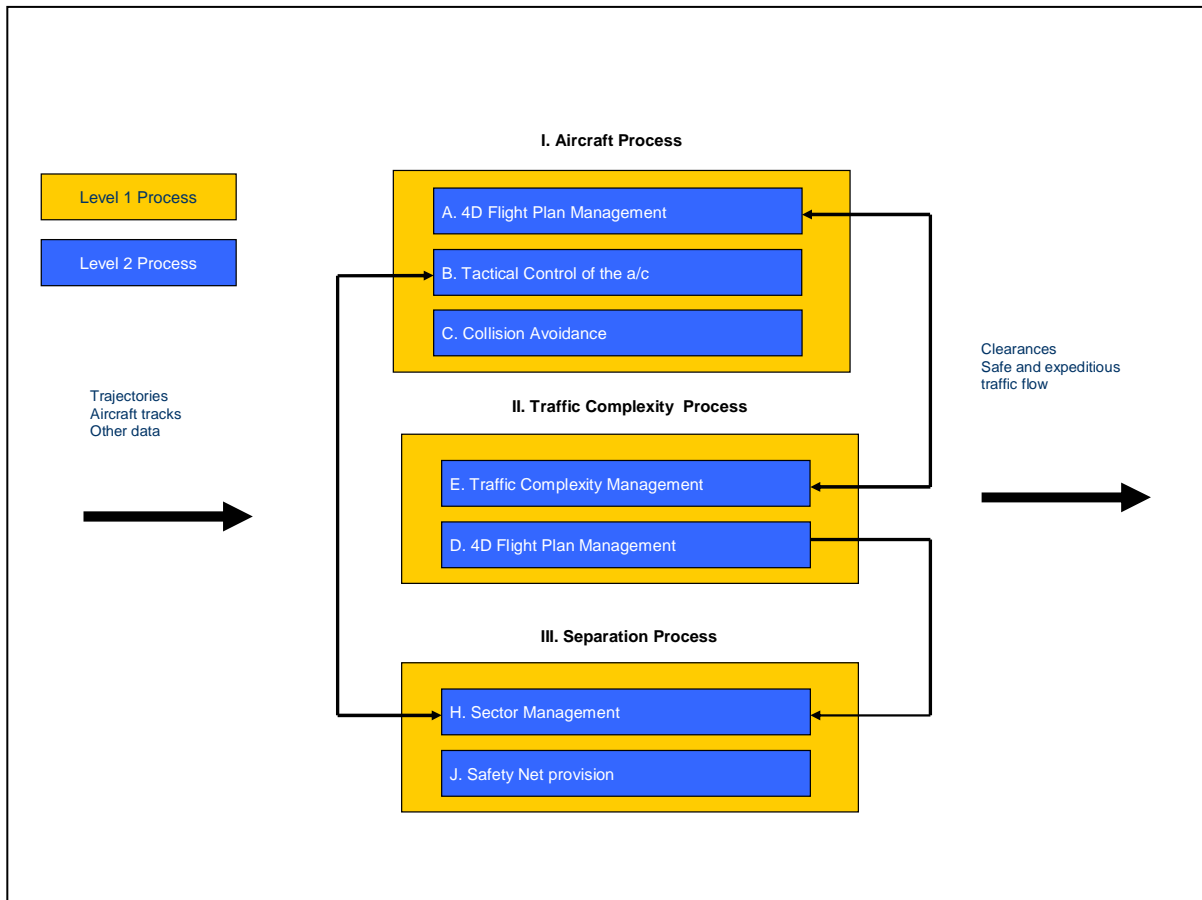 I. Aircraft Process
Level 1 Process
Level 2 Process
A. 4D Flight Plan Management
B. Tactical Control of the a/c
C. Collision Avoidance
Trajectories
Aircraft tracks
Other data
Clearances
Safe and expeditious
traffic flow
II. Traffic Complexity Process
E. Traffic Complexity Management
D. 4D Flight Plan Management
III. Separation Process
H. Sector Management
J. Safety Net provision